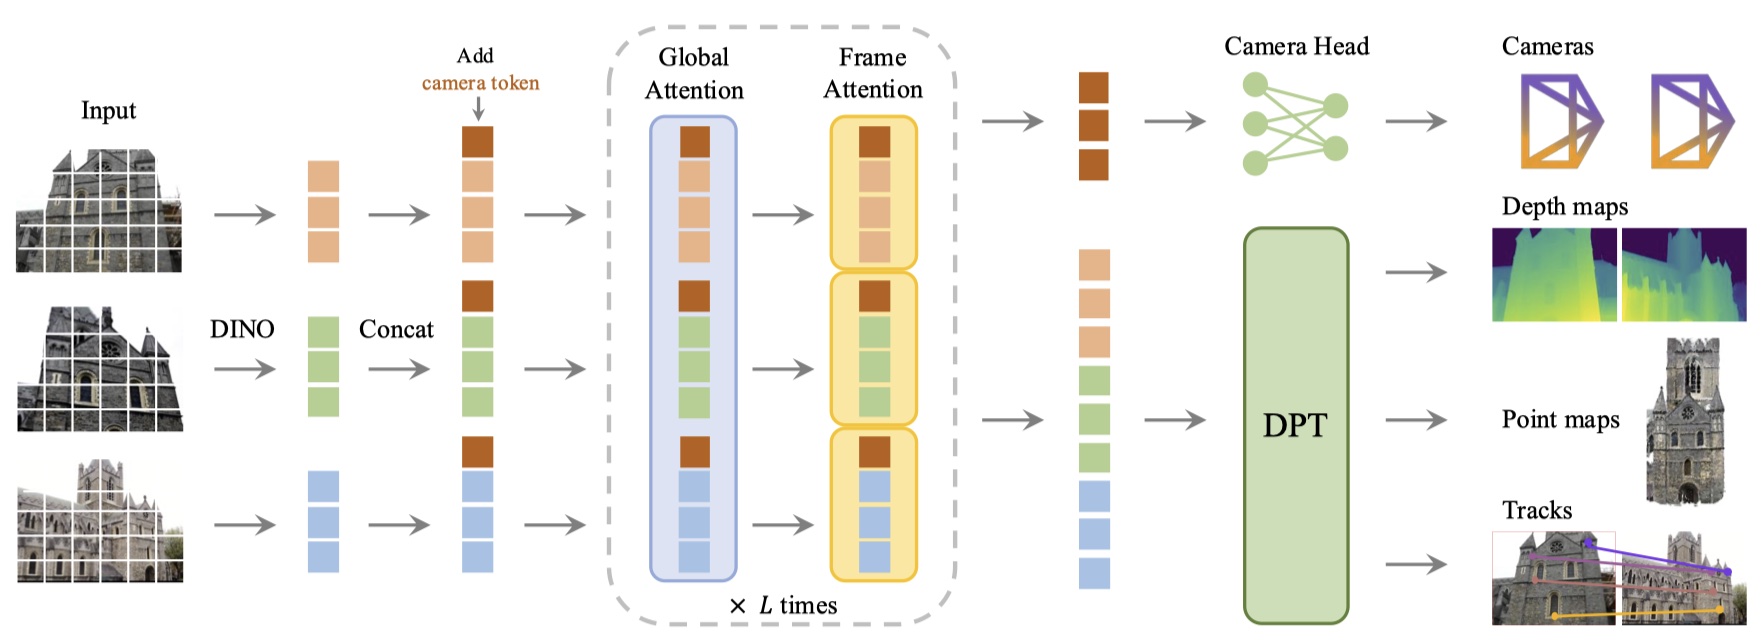 Input
DINO
Concat
Add
camera token
Global
Attention
Frame
Attention
× L times
Camera Head
DPT
Cameras
Depth maps
Point maps
Tracks